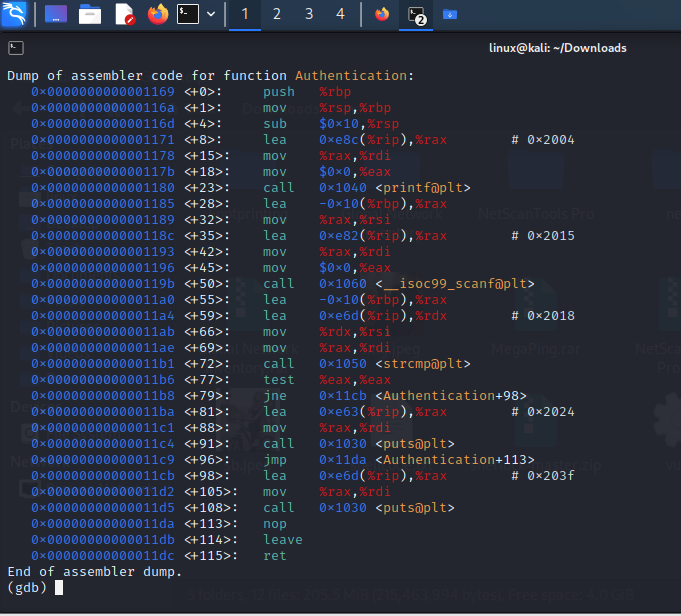 1 2 3 4 2
linux@kali: ~/Downloads
Dump of assembler code for function Authentication:
0x0000000000001169 <+0>: push %rbp
0x000000000000116a <+1>: mov %rsp,%rbp
0x000000000000116d <+4>: sub $0x10,%rsp
0x0000000000001171 <+8>: lea 0xe8c(%rip),%rax # 0x2004
0x0000000000001178 <+15>: mov %rax,%rdi
0x000000000000117b <+18>: mov $0x0,%eax
0x0000000000001180 <+23>: call 0x1040 <printf@plt>
0x0000000000001185 <+28>: lea -0x10(%rbp),%rax
0x0000000000001189 <+32>: mov %rax,%rsi
0x000000000000118c <+35>: lea 0xe82(%rip),%rax # 0x2015
0x0000000000001193 <+42>: mov %rax,%rdi
0x0000000000001196 <+45>: mov $0x0,%eax
0x000000000000119b <+50>: call 0x1060 <__isoc99_scanf@plt>
0x00000000000011a0 <+55>: lea -0x10(%rbp),%rax
0x00000000000011a4 <+59>: lea 0xe6d(%rip),%rdx # 0x2018
0x00000000000011ab <+66>: mov %rdx,%rsi
0x00000000000011ae <+69>: mov %rax,%rdi
0x00000000000011b1 <+72>: call 0x1050 <strcmp@plt>
0x00000000000011b6 <+77>: test %eax,%eax
0x00000000000011b8 <+79>: jne 0x11cb <Authentication+98>
0x00000000000011ba <+81>: lea 0xe63(%rip),%rax # 0x2024
0x00000000000011c1 <+88>: mov %rax,%rdi
0x00000000000011c4 <+91>: call 0x1030 <puts@plt>
0x00000000000011c9 <+96>: jmp 0x11da <Authentication+113>
0x00000000000011cb <+98>: lea 0xe6d(%rip),%rax # 0x203f
0x00000000000011d2 <+105>: mov %rax,%rdi
0x00000000000011d5 <+108>: call 0x1030 <puts@plt>
0x00000000000011da <+113>: nop
0x00000000000011db <+114>: leave
0x00000000000011dc <+115>: ret
End of assembler dump.
(gdb)